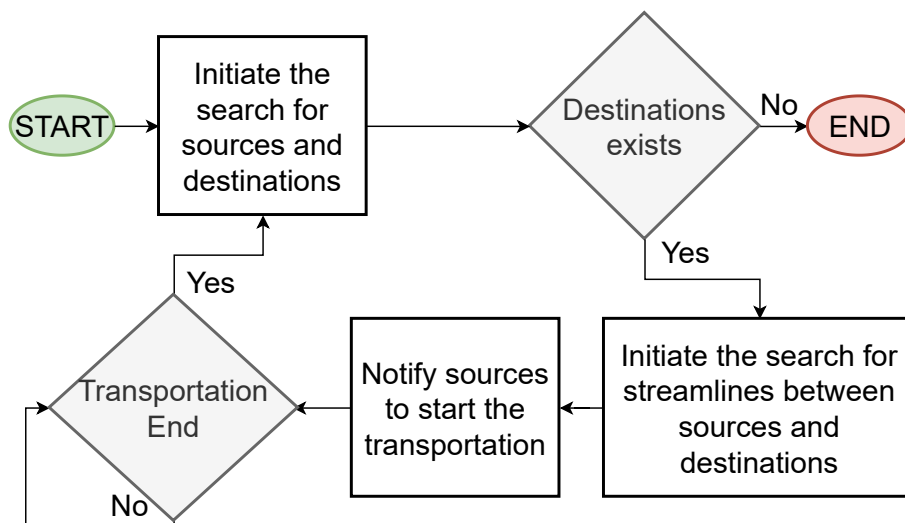 START
Initiate the
search for
sources and
destinations
Destinations
exists
No
END
Yes
Yes
Initiate the search for
streamlines between
sources and
destinations
Notify sources
to start the
transportation
Transportation
End
No